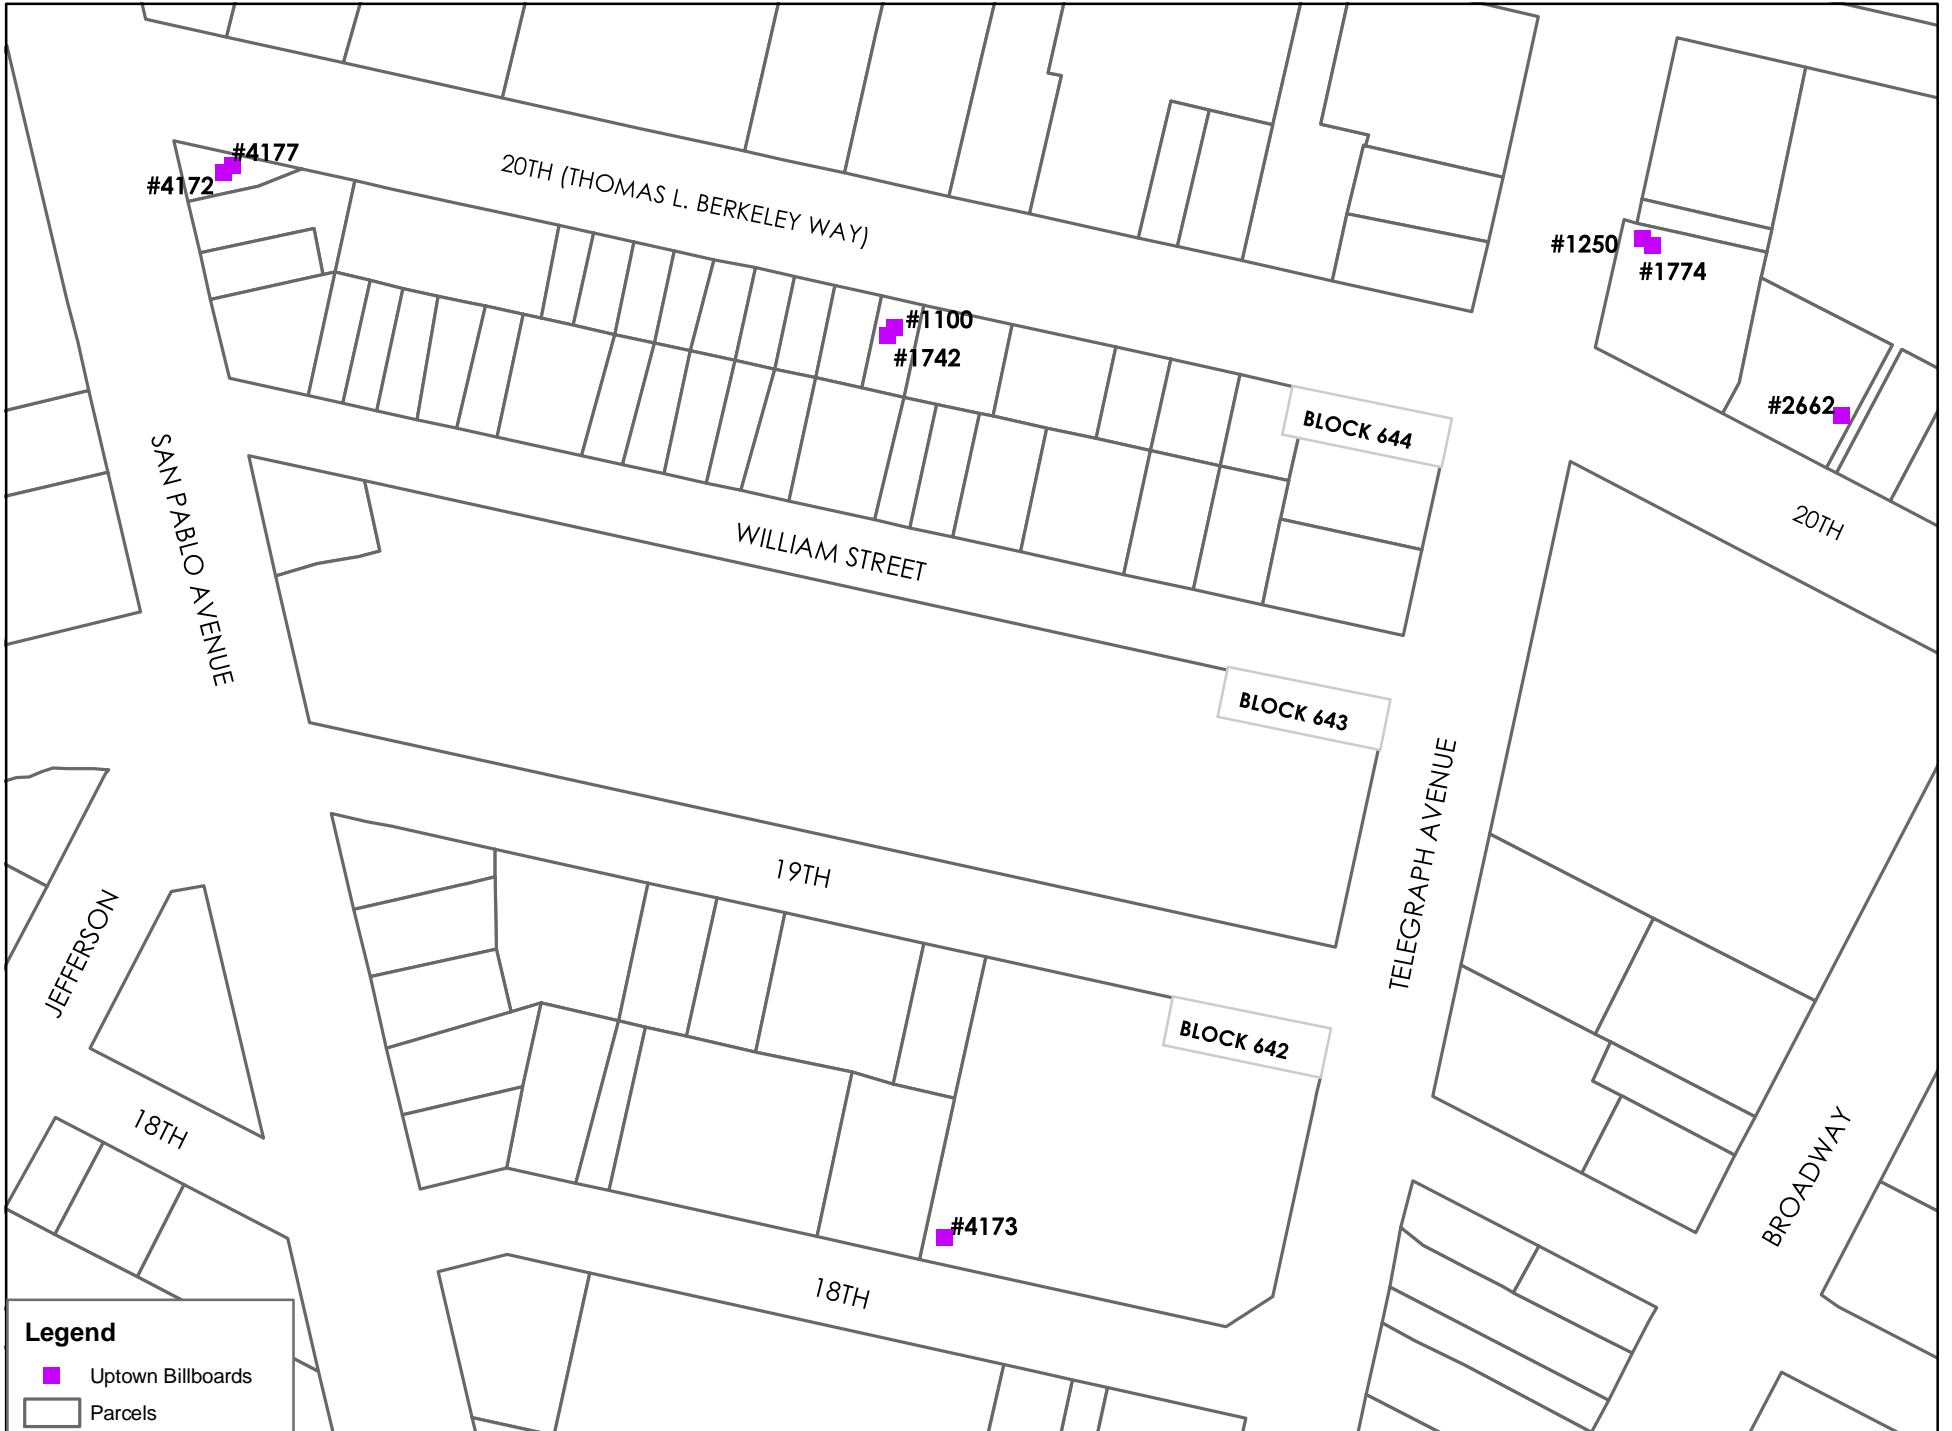 #4177
#4172
20TH (THOMAS L. BERKELEY WAY)
#1250
#1774
#1100
#1742
#2662
BLOCK 644
SAN PABLO AVENUE
WILLIAM STREET
20TH
BLOCK 643
TELEGRAPH AVENUE
19TH
JEFFERSON
BLOCK 642
18TH
BROADWAY
#4173
18TH
Legend
Uptown Billboards
Parcels